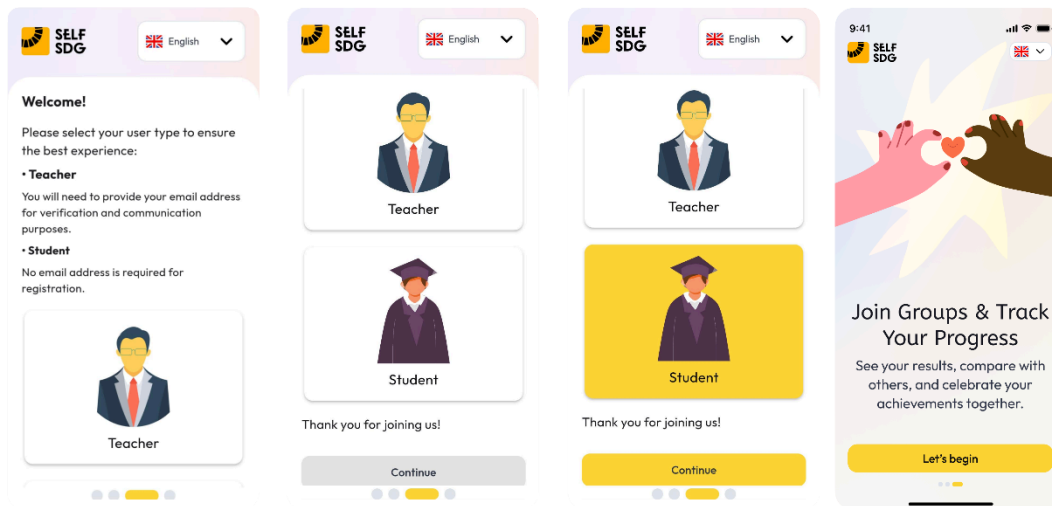 SELF
SDG
English
Welcome!
Please select your user type to ensure
the best experience:
• Teacher
You will need to provide your email address
for verification and communication
purposes.
• Student
No email address is required for
registration.
Teacher
SELF
SDG
English
Teacher
Student
Thank you for joining us!
Continue
SELF
SDG
English
Teacher
Student
Thank you for joining us!
Continue
9:41
SELF
SDG
Join Groups & Track
Your Progress
See your results, compare with
others, and celebrate your
achievements together.
Let's begin